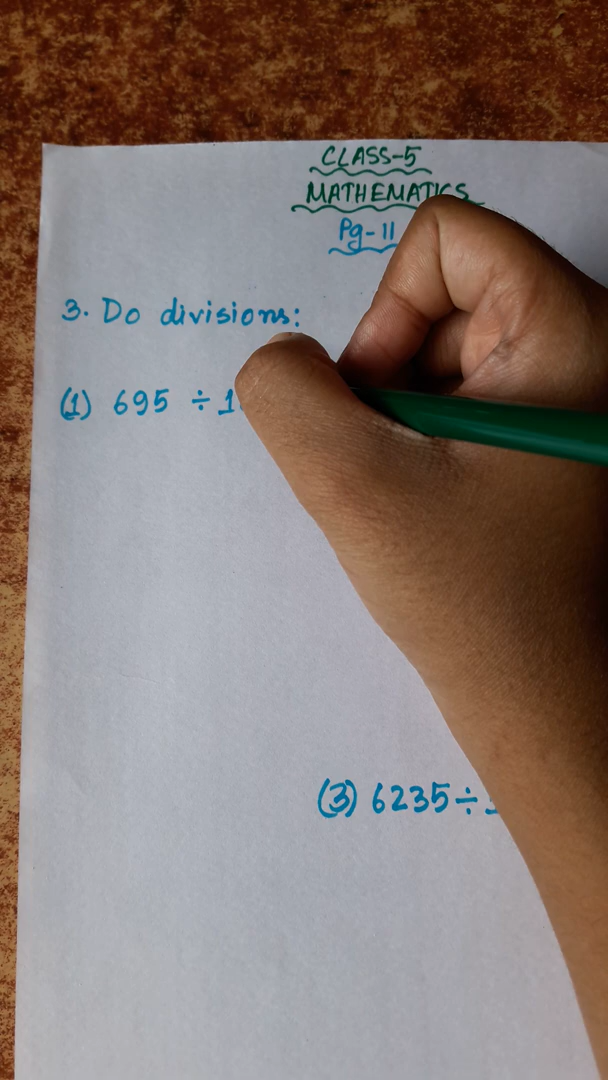 CLASS-5
MATHEMATICS
Pg-11
3. Do divisions:
(1) 695 ÷
(3) 6235÷